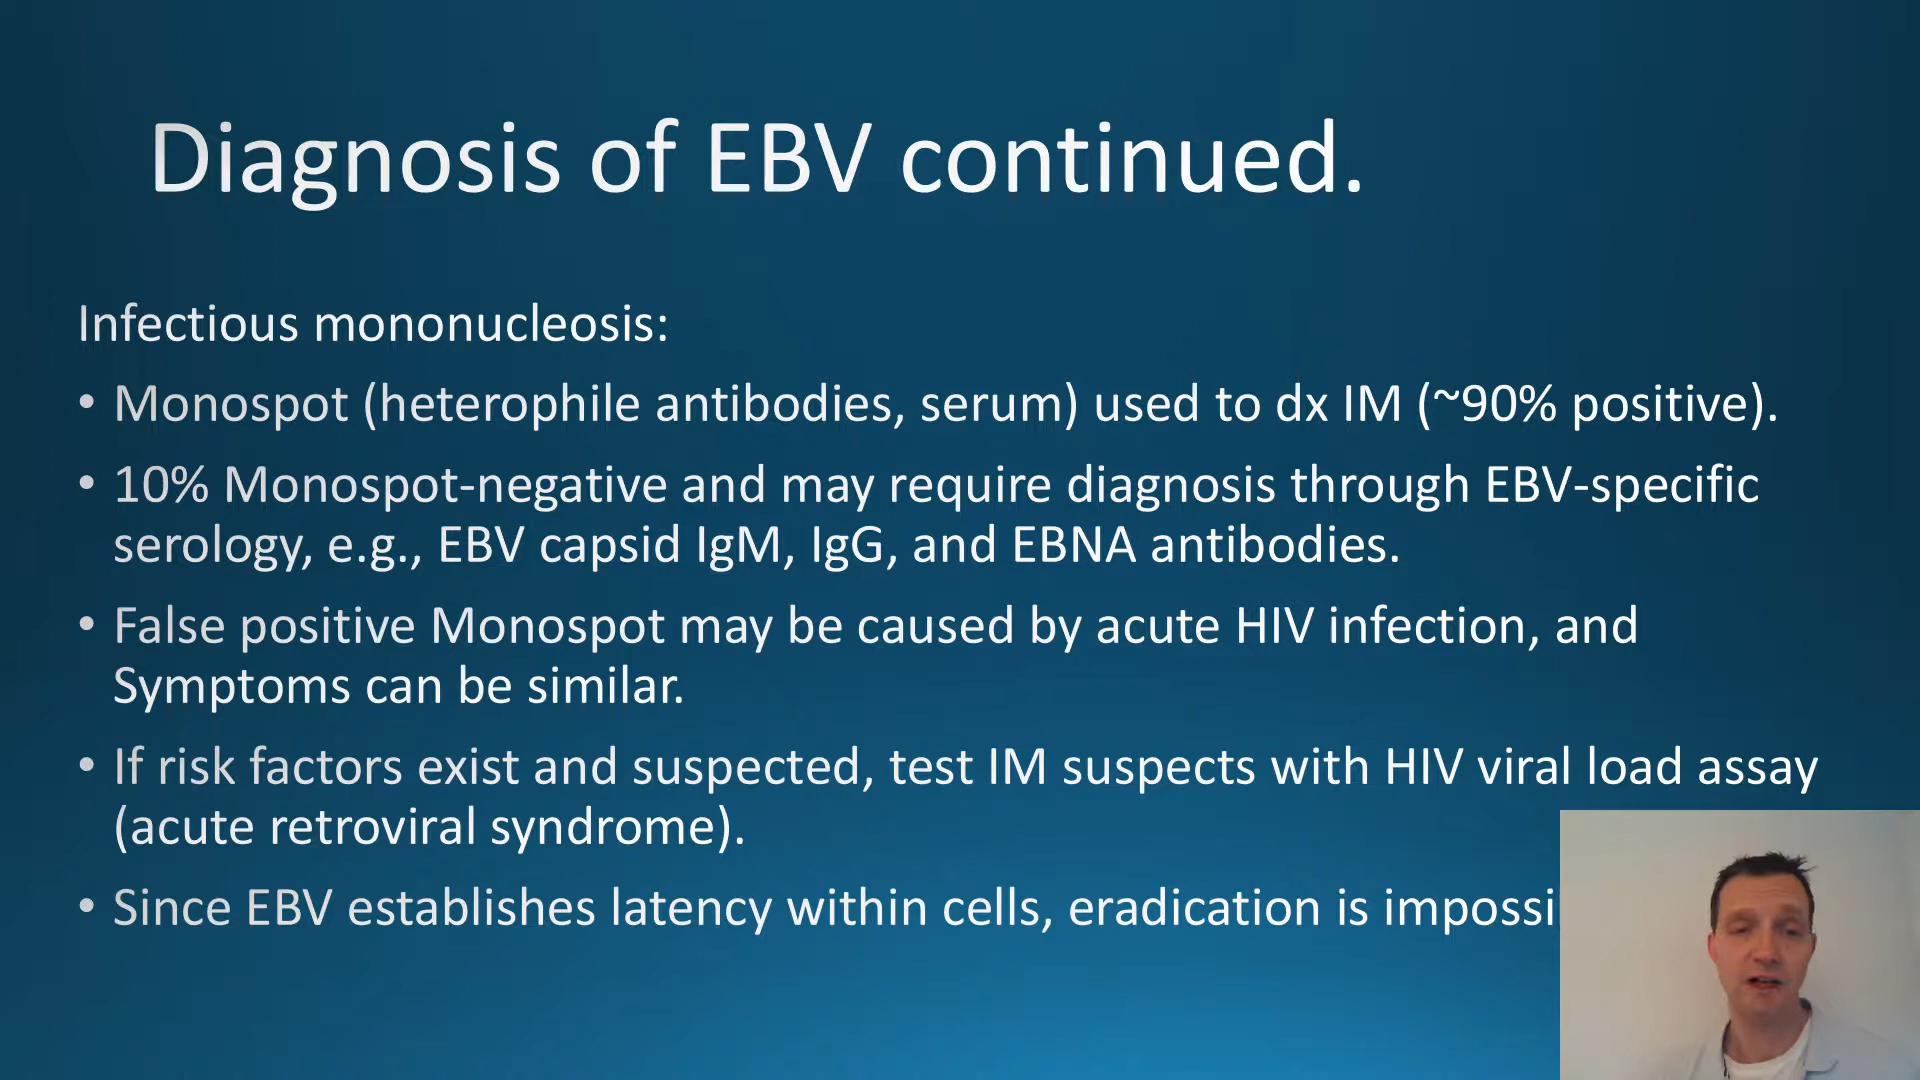 Diagnosis of EBV continued.
Infectious mononucleosis:
• Monospot (heterophile antibodies, serum) used to dx IM (~90% positive).
• 10% Monospot-negative and may require diagnosis through EBV-specific
serology, e.g., EBV capsid IgM, IgG, and EBNA antibodies.
• False positive Monospot may be caused by acute HIV infection, and
Symptoms can be similar.
• If risk factors exist and suspected, test IM suspects with HIV viral load assay
(acute retroviral syndrome).
• Since EBV establishes latency within cells, eradication is